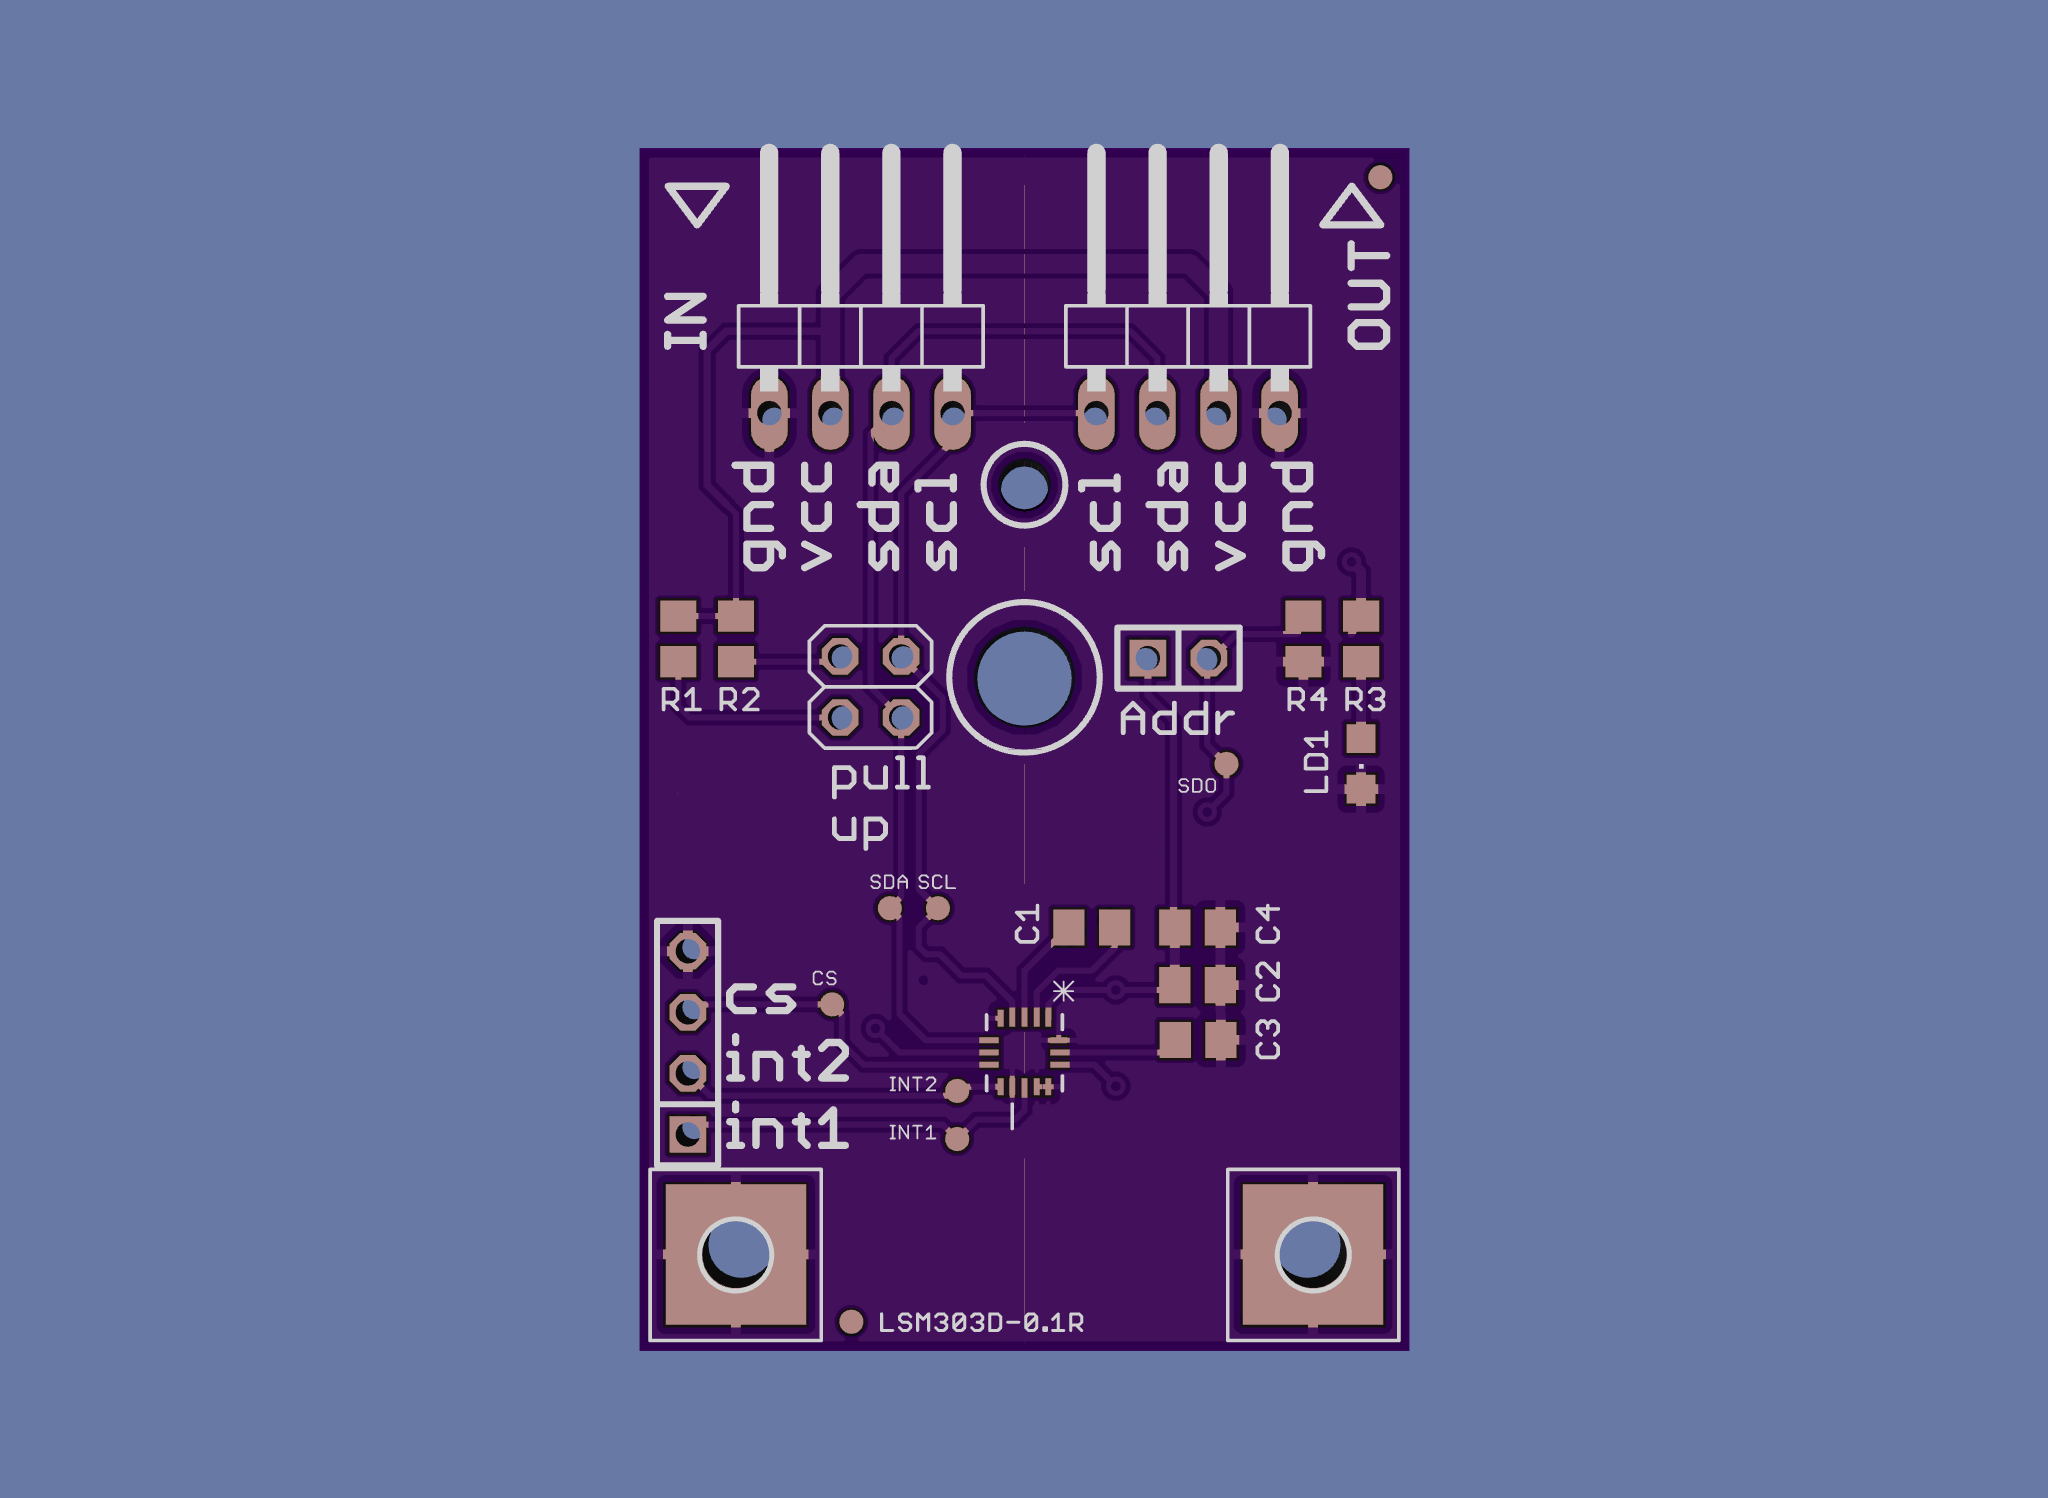 IN
OUT
gnd
vcc
sda
scl
scl
sda
vcc
gnd
R1 R2
R4 R3
Addr
LD1
pull
up
SDO
SDA SCL
C1
C4
CS
cs
C2
int2
C3
INT2
int1
INT1
LSM303D-0.1R